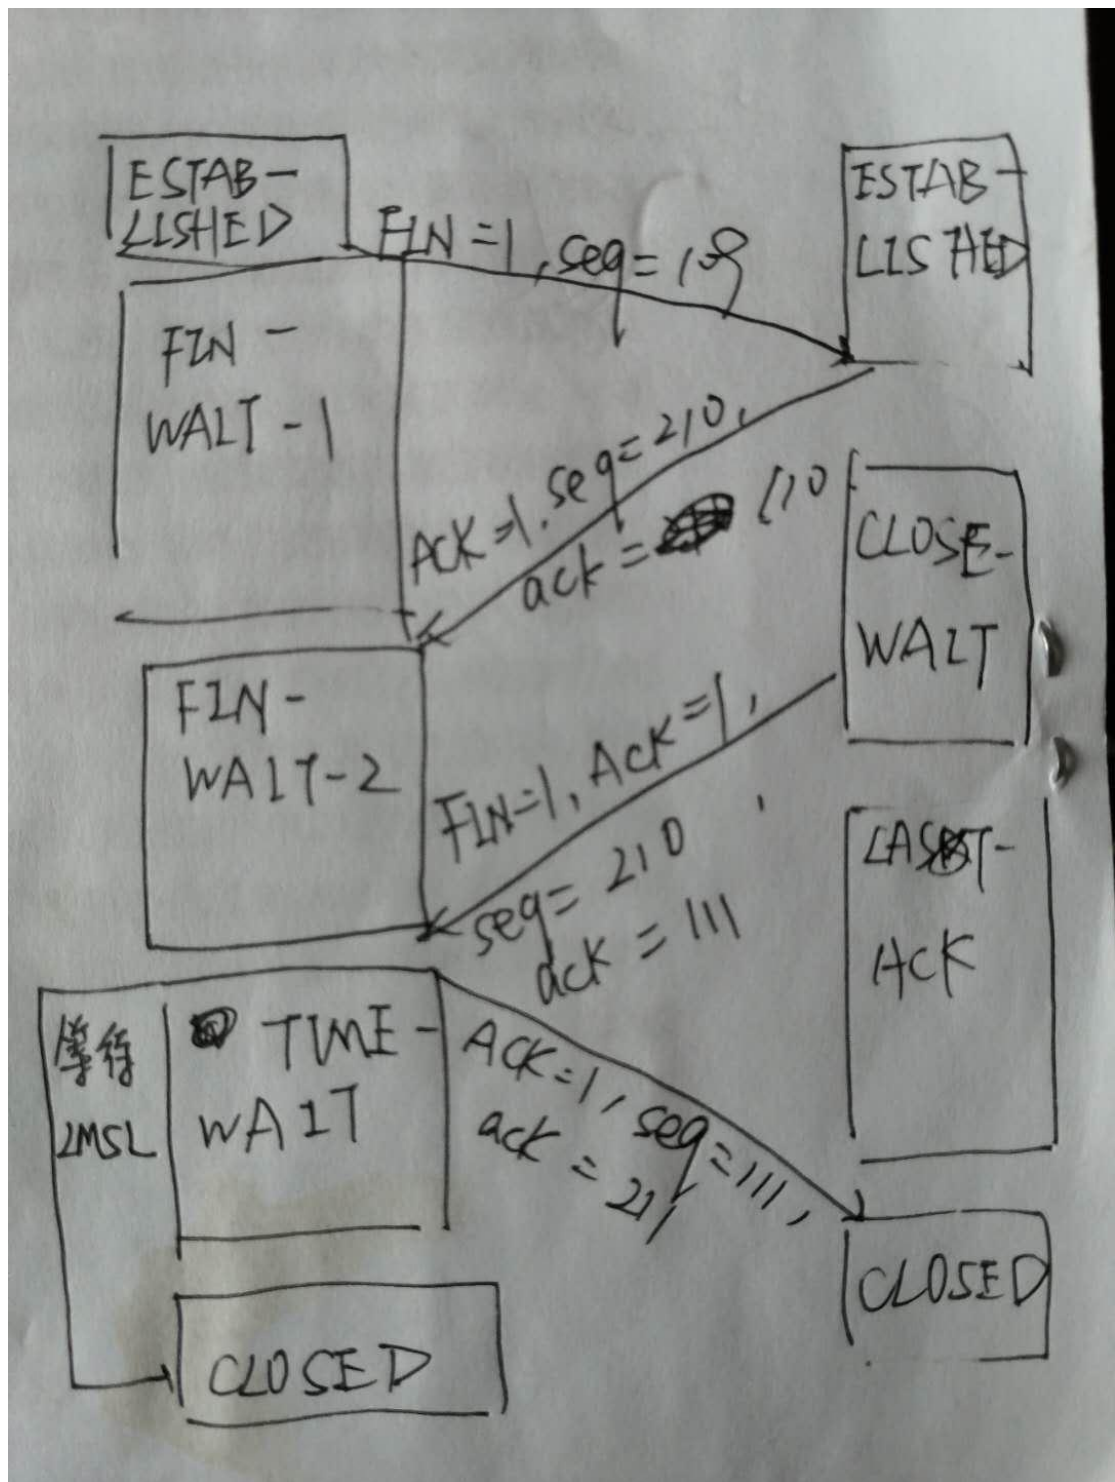 ESTAB-
LISHED
FIN=1, seq=109
ESTAB-
LISHED
FIN-
WAIT-1
ACK=1, seq=210,
ack=110
CLOSE-
WAIT
FIN-
WAIT-2
FIN=1, ACK=1,
seq=210
ack=111
LAST-
ACK
等待
2MSL
TIME-
WAIT
ACK=1, seq=111,
ack=211
CLOSED
CLOSED